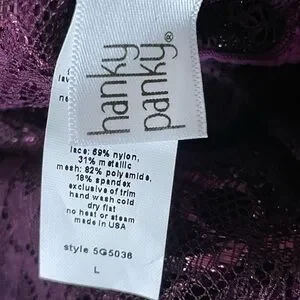 hanky
panky®
lace: 69% nylon,
31% metallic
mesh: 82% polyamide,
18% spandex
exclusive of trim
hand wash cold
dry flat
no heat or steam
made in USA
style 5G5036
L